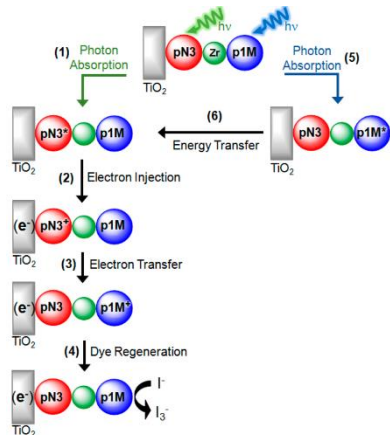 hν hν
pN3 Zr p1M
TiO₂
(1) Photon
Absorption
Photon (5)
Absorption
pN3* p1M
TiO₂
(6)
Energy Transfer
pN3 p1M*
TiO₂
(2) Electron Injection
(e⁻) pN3⁺ p1M
TiO₂
(3) Electron Transfer
(e⁻) pN3 p1M⁺
TiO₂
(4) Dye Regeneration
(e⁻) pN3 p1M I⁻
I₃⁻
TiO₂